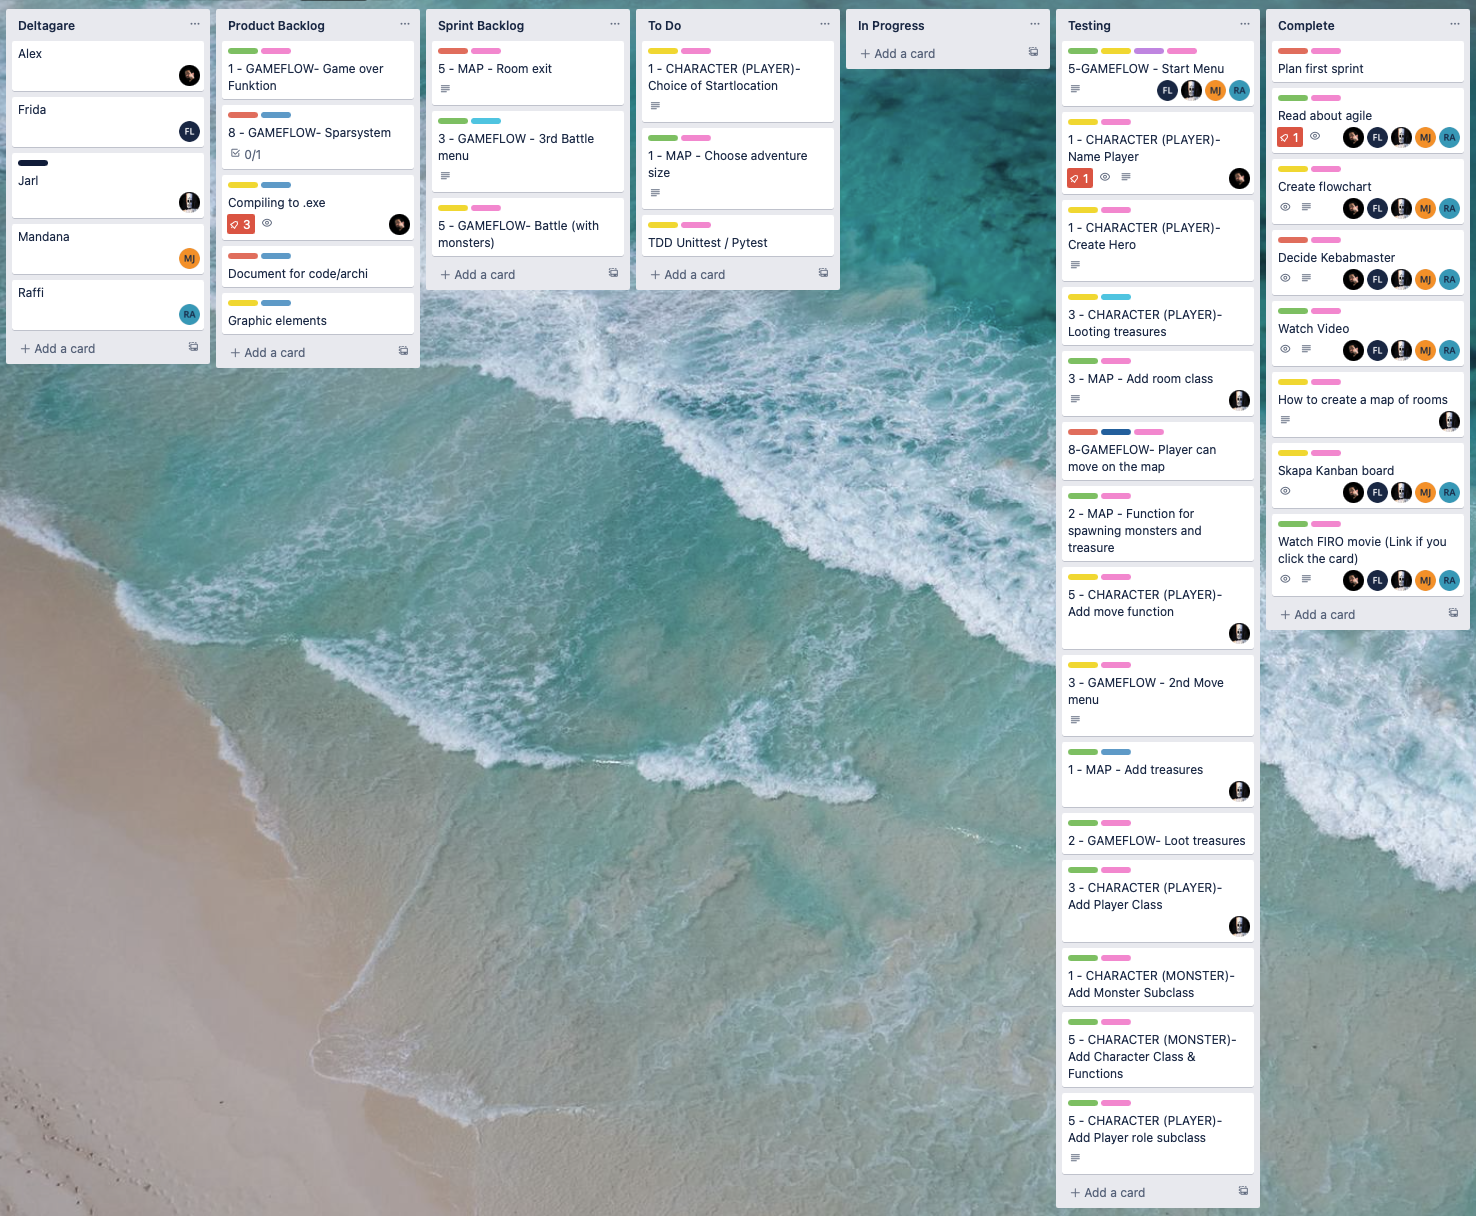 Deltagare
Alex
Frida
FL
Jarl
Mandana
MJ
Raffi
RA
+ Add a card
Product Backlog
1 - GAMEFLOW- Game over
Funktion
8 - GAMEFLOW- Sparsystem
0/1
Compiling to .exe
3
Document for code/archi
Graphic elements
+ Add a card
Sprint Backlog
5 - MAP - Room exit
3 - GAMEFLOW - 3rd Battle
menu
5 - GAMEFLOW- Battle (with
monsters)
+ Add a card
To Do
1 - CHARACTER (PLAYER)-
Choice of Startlocation
1 - MAP - Choose adventure
size
TDD Unittest / Pytest
+ Add a card
In Progress
+ Add a card
Testing
5-GAMEFLOW - Start Menu
FL MJ RA
1 - CHARACTER (PLAYER)-
Name Player
1
1 - CHARACTER (PLAYER)-
Create Hero
3 - CHARACTER (PLAYER)-
Looting treasures
3 - MAP - Add room class
8-GAMEFLOW- Player can
move on the map
2 - MAP - Function for
spawning monsters and
treasure
5 - CHARACTER (PLAYER)-
Add move function
3 - GAMEFLOW - 2nd Move
menu
1 - MAP - Add treasures
2 - GAMEFLOW- Loot treasures
3 - CHARACTER (PLAYER)-
Add Player Class
1 - CHARACTER (MONSTER)-
Add Monster Subclass
5 - CHARACTER (MONSTER)-
Add Character Class &
Functions
5 - CHARACTER (PLAYER)-
Add Player role subclass
+ Add a card
Complete
Plan first sprint
Read about agile
1 FL MJ RA
Create flowchart
FL MJ RA
Decide Kebabmaster
FL MJ RA
Watch Video
FL MJ RA
How to create a map of rooms
Skapa Kanban board
FL MJ RA
Watch FIRO movie (Link if you
click the card)
FL MJ RA
+ Add a card